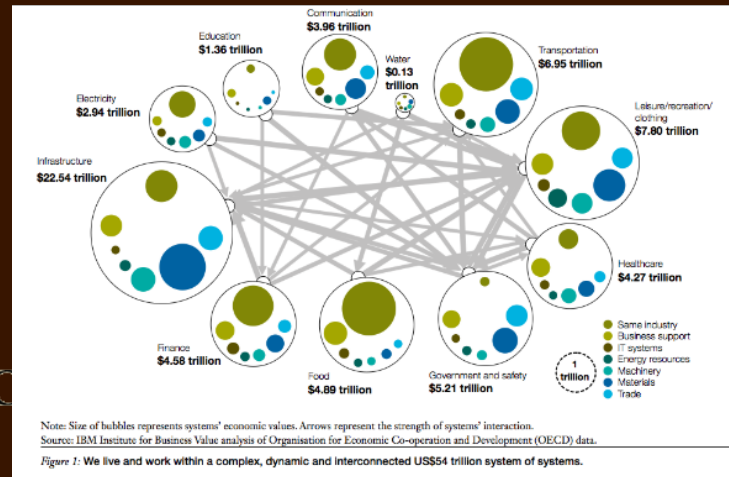 Communication
$3.96 trillion
Education
$1.36 trillion
Water
$0.13
trillion
Transportation
$6.95 trillion
Electricity
$2.94 trillion
Leisure/recreation/
clothing
$7.80 trillion
Infrastructure
$22.54 trillion
Healthcare
$4.27 trillion
Finance
$4.58 trillion
Food
$4.89 trillion
Government and safety
$5.21 trillion
1
trillion
Same industry
Business support
IT systems
Energy resources
Machinery
Materials
Trade
Note: Size of bubbles represents systems' economic values. Arrows represent the strength of systems' interaction.
Source: IBM Institute for Business Value analysis of Organisation for Economic Co-operation and Development (OECD) data.
Figure 1: We live and work within a complex, dynamic and interconnected US$54 trillion system of systems.